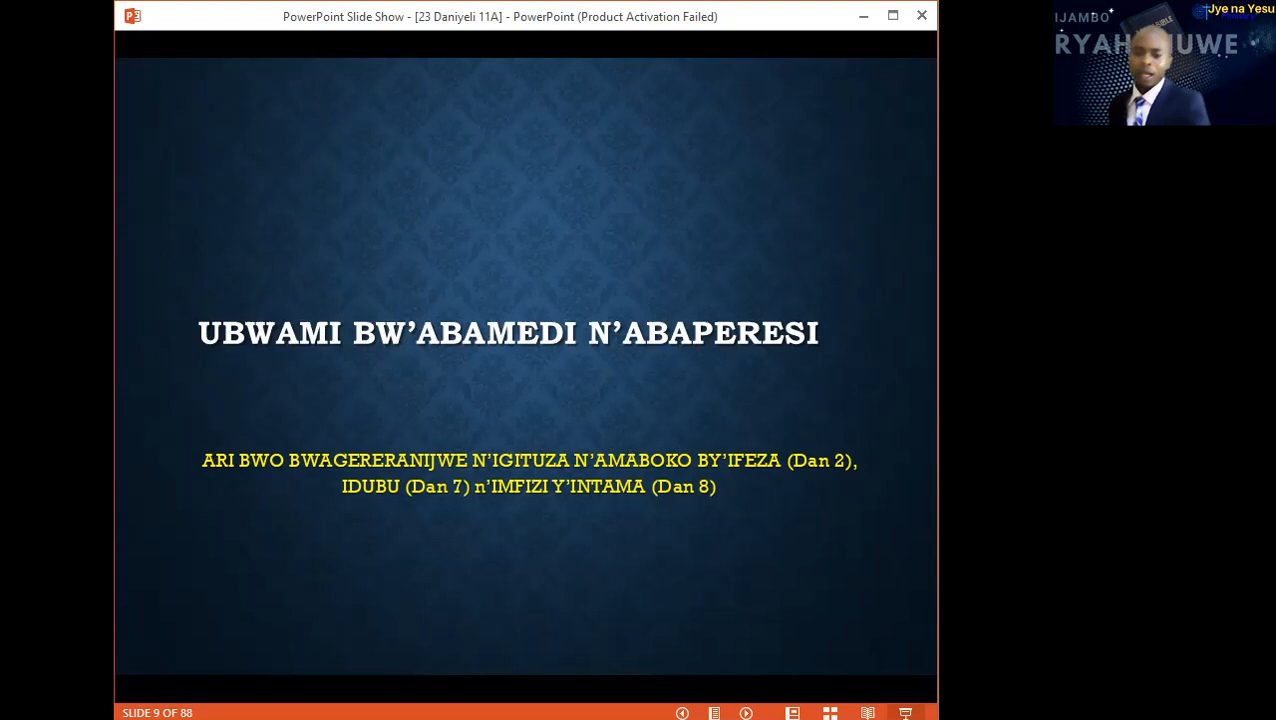 PowerPoint Slide Show - [23 Daniyeli 11A] - PowerPoint (Product Activation Failed)
UBWAMI BW’ABAMEDI N’ABAPERESI
ARI BWO BWAGERERANIJWE N’IGITUZA N’AMABOKO BY’IFEZA (Dan 2),
IDUBU (Dan 7) n’IMFIZI Y’INTAMA (Dan 8)
SLIDE 9 OF 88
Jye na Yesu
IJAMBO